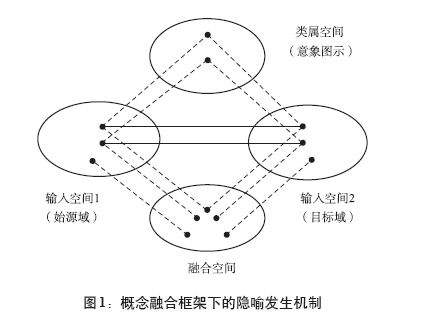 类属空间
（意象图示）
输入空间1
（始源域）
输入空间2
（目标域）
融合空间
图1：概念融合框架下的隐喻发生机制